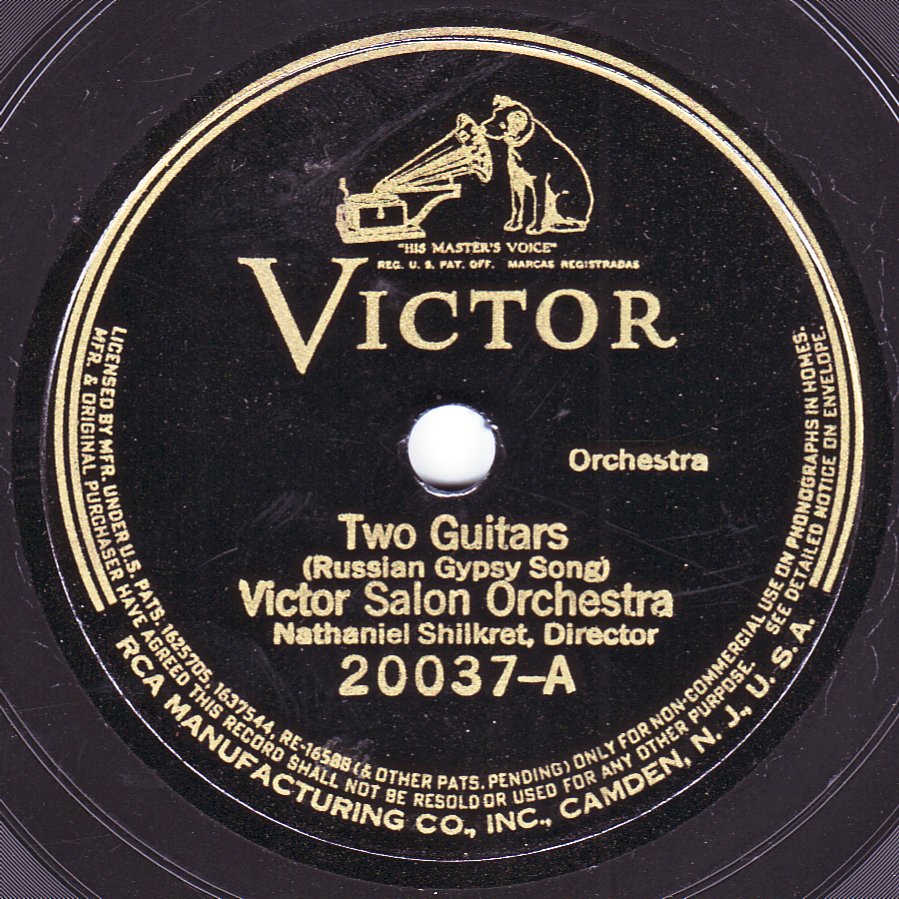 "HIS MASTER'S VOICE"
REG. U. S. PAT. OFF. MARCAS REGISTRADAS
VICTOR
Orchestra
Two Guitars
(Russian Gypsy Song)
Victor Salon Orchestra
Nathaniel Shilkret, Director
20037-A
LICENSED BY MFR. UNDER U.S. PATS. 1625705, 1637544, RE-16588 (& OTHER PATS. PENDING) ONLY FOR NON-COMMERCIAL USE ON PHONOGRAPHS IN HOMES.
MFR. & ORIGINAL PURCHASER HAVE AGREED THIS RECORD SHALL NOT BE RESOLD OR USED FOR ANY OTHER PURPOSE. SEE DETAILED NOTICE ON ENVELOPE.
RCA MANUFACTURING CO., INC., CAMDEN, N. J., U. S. A.